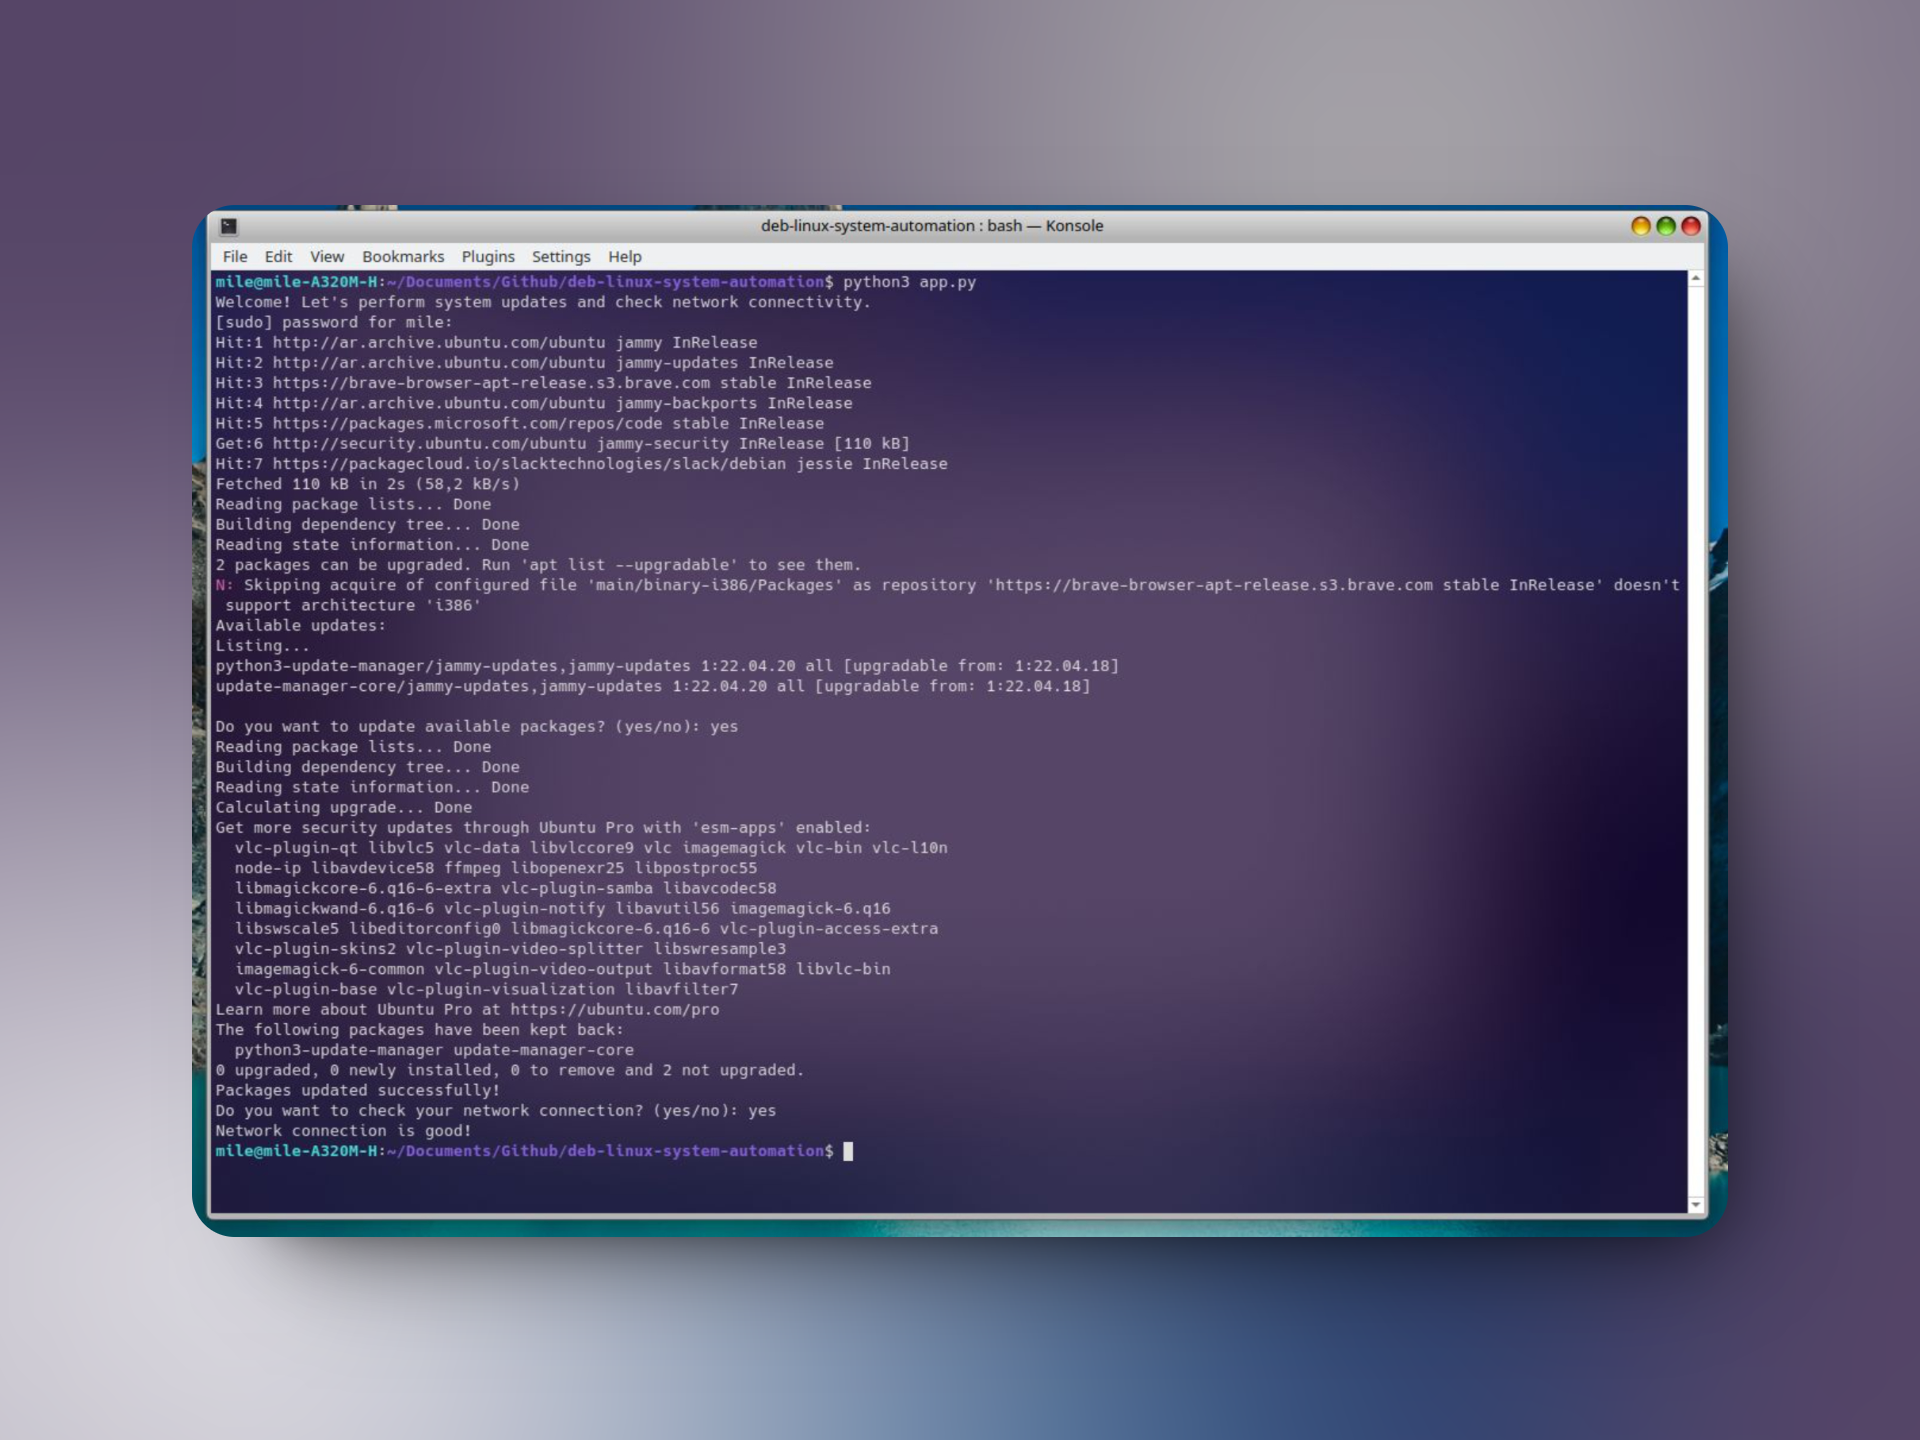 deb-linux-system-automation : bash — Konsole
File Edit View Bookmarks Plugins Settings Help
mile@mile-A320M-H:~/Documents/Github/deb-linux-system-automation$ python3 app.py
Welcome! Let's perform system updates and check network connectivity.
[sudo] password for mile:
Hit:1 http://ar.archive.ubuntu.com/ubuntu jammy InRelease
Hit:2 http://ar.archive.ubuntu.com/ubuntu jammy-updates InRelease
Hit:3 https://brave-browser-apt-release.s3.brave.com stable InRelease
Hit:4 http://ar.archive.ubuntu.com/ubuntu jammy-backports InRelease
Hit:5 https://packages.microsoft.com/repos/code stable InRelease
Get:6 http://security.ubuntu.com/ubuntu jammy-security InRelease [110 kB]
Hit:7 https://packagecloud.io/slacktechnologies/slack/debian jessie InRelease
Fetched 110 kB in 2s (58,2 kB/s)
Reading package lists... Done
Building dependency tree... Done
Reading state information... Done
2 packages can be upgraded. Run 'apt list --upgradable' to see them.
N: Skipping acquire of configured file 'main/binary-i386/Packages' as repository 'https://brave-browser-apt-release.s3.brave.com stable InRelease' doesn't
 support architecture 'i386'
Available updates:
Listing...
python3-update-manager/jammy-updates,jammy-updates 1:22.04.20 all [upgradable from: 1:22.04.18]
update-manager-core/jammy-updates,jammy-updates 1:22.04.20 all [upgradable from: 1:22.04.18]

Do you want to update available packages? (yes/no): yes
Reading package lists... Done
Building dependency tree... Done
Reading state information... Done
Calculating upgrade... Done
Get more security updates through Ubuntu Pro with 'esm-apps' enabled:
  vlc-plugin-qt libvlc5 vlc-data libvlccore9 vlc imagemagick vlc-bin vlc-l10n
  node-ip libavdevice58 ffmpeg libopenexr25 libpostproc55
  libmagickcore-6.q16-6-extra vlc-plugin-samba libavcodec58
  libmagickwand-6.q16-6 vlc-plugin-notify libavutil56 imagemagick-6.q16
  libswscale5 libeditorconfig0 libmagickcore-6.q16-6 vlc-plugin-access-extra
  vlc-plugin-skins2 vlc-plugin-video-splitter libswresample3
  imagemagick-6-common vlc-plugin-video-output libavformat58 libvlc-bin
  vlc-plugin-base vlc-plugin-visualization libavfilter7
Learn more about Ubuntu Pro at https://ubuntu.com/pro
The following packages have been kept back:
  python3-update-manager update-manager-core
0 upgraded, 0 newly installed, 0 to remove and 2 not upgraded.
Packages updated successfully!
Do you want to check your network connection? (yes/no): yes
Network connection is good!
mile@mile-A320M-H:~/Documents/Github/deb-linux-system-automation$